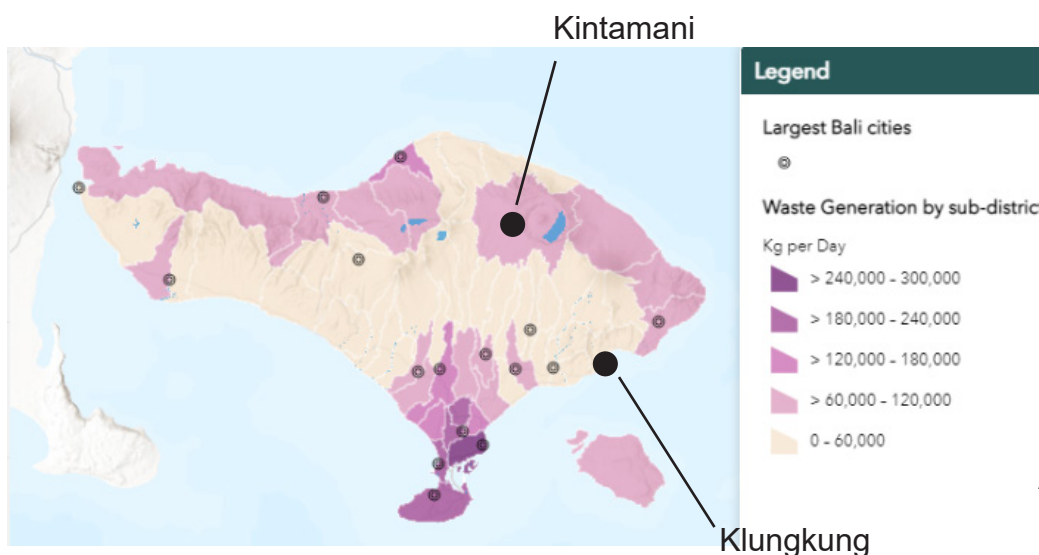 Kintamani
Legend
Largest Bali cities
Waste Generation by sub-district
Kg per Day
> 240,000 - 300,000
> 180,000 - 240,000
> 120,000 - 180,000
> 60,000 - 120,000
0 - 60,000
Klungkung